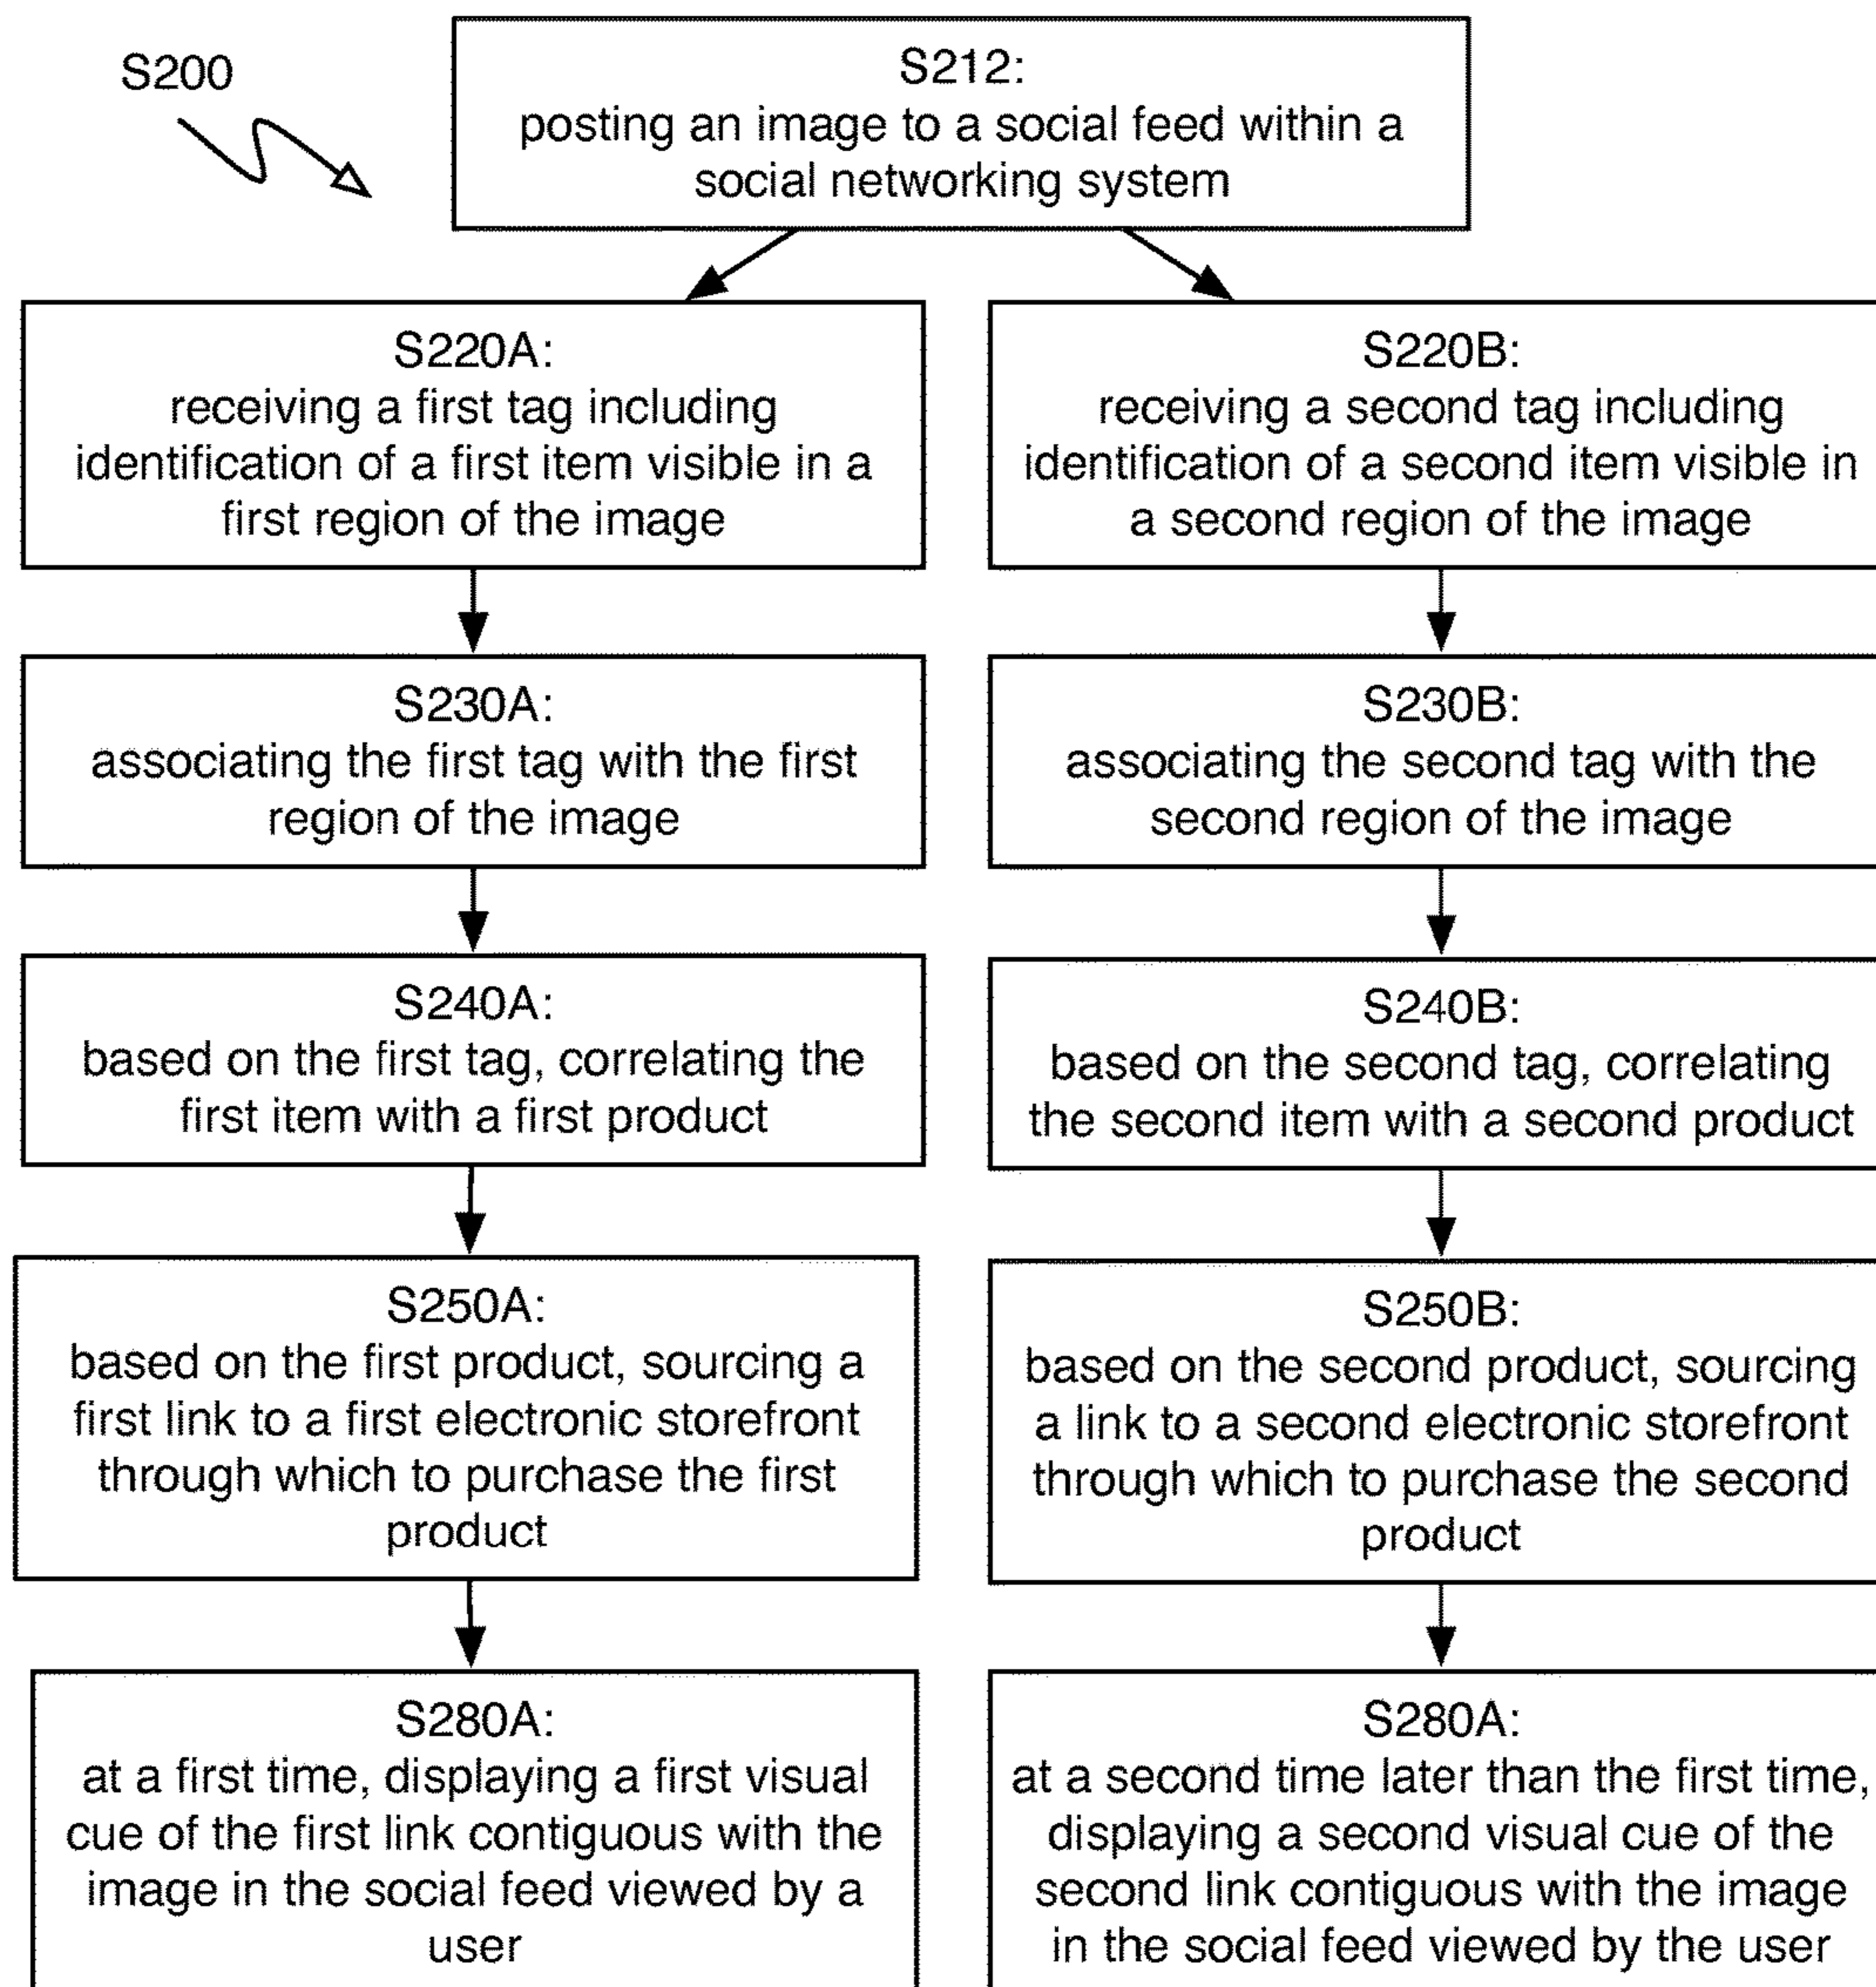 S200
S212:
posting an image to a social feed within a
social networking system
S220A:
receiving a first tag including
identification of a first item visible in a
first region of the image
S220B:
receiving a second tag including
identification of a second item visible in
a second region of the image
S230A:
associating the first tag with the first
region of the image
S230B:
associating the second tag with the
second region of the image
S240A:
based on the first tag, correlating the
first item with a first product
S240B:
based on the second tag, correlating
the second item with a second product
S250A:
based on the first product, sourcing a
first link to a first electronic storefront
through which to purchase the first
product
S250B:
based on the second product, sourcing
a link to a second electronic storefront
through which to purchase the second
product
S280A:
at a first time, displaying a first visual
cue of the first link contiguous with the
image in the social feed viewed by a
user
S280A:
at a second time later than the first time,
displaying a second visual cue of the
second link contiguous with the image
in the social feed viewed by the user